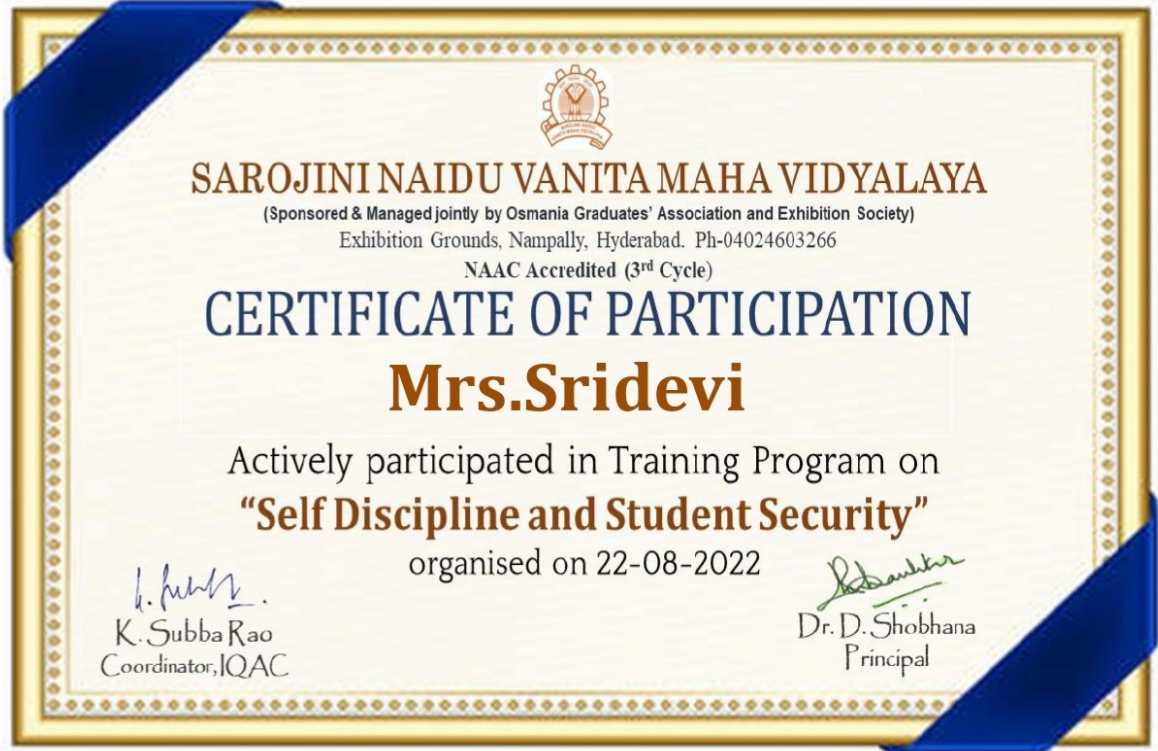 SAROJINI NAIDU VANITA MAHA VIDYALAYA
(Sponsored & Managed jointly by Osmania Graduates' Association and Exhibition Society)
Exhibition Grounds, Nampally, Hyderabad. Ph-04024603266
NAAC Accredited (3rd Cycle)
CERTIFICATE OF PARTICIPATION
Mrs.Sridevi
Actively participated in Training Program on
“Self Discipline and Student Security”
organised on 22-08-2022
K. Subba Rao
Coordinator, IQAC
Dr. D. Shobhana
Principal